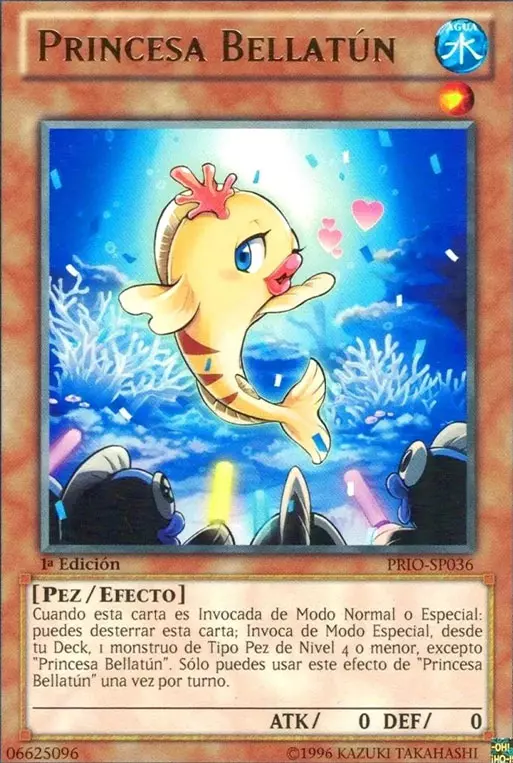 PRINCESA BELLATÚN
AGUA
水
1ª Edición
PRIO-SP036
[PEZ/EFECTO]
Cuando esta carta es Invocada de Modo Normal o Especial:
puedes desterrar esta carta; Invoca de Modo Especial, desde
tu Deck, 1 monstruo de Tipo Pez de Nivel 4 o menor, excepto
"Princesa Bellatún". Sólo puedes usar este efecto de "Princesa
Bellatún" una vez por turno.
ATK/ 0 DEF/ 0
06625096
©1996 KAZUKI TAKAHASHI